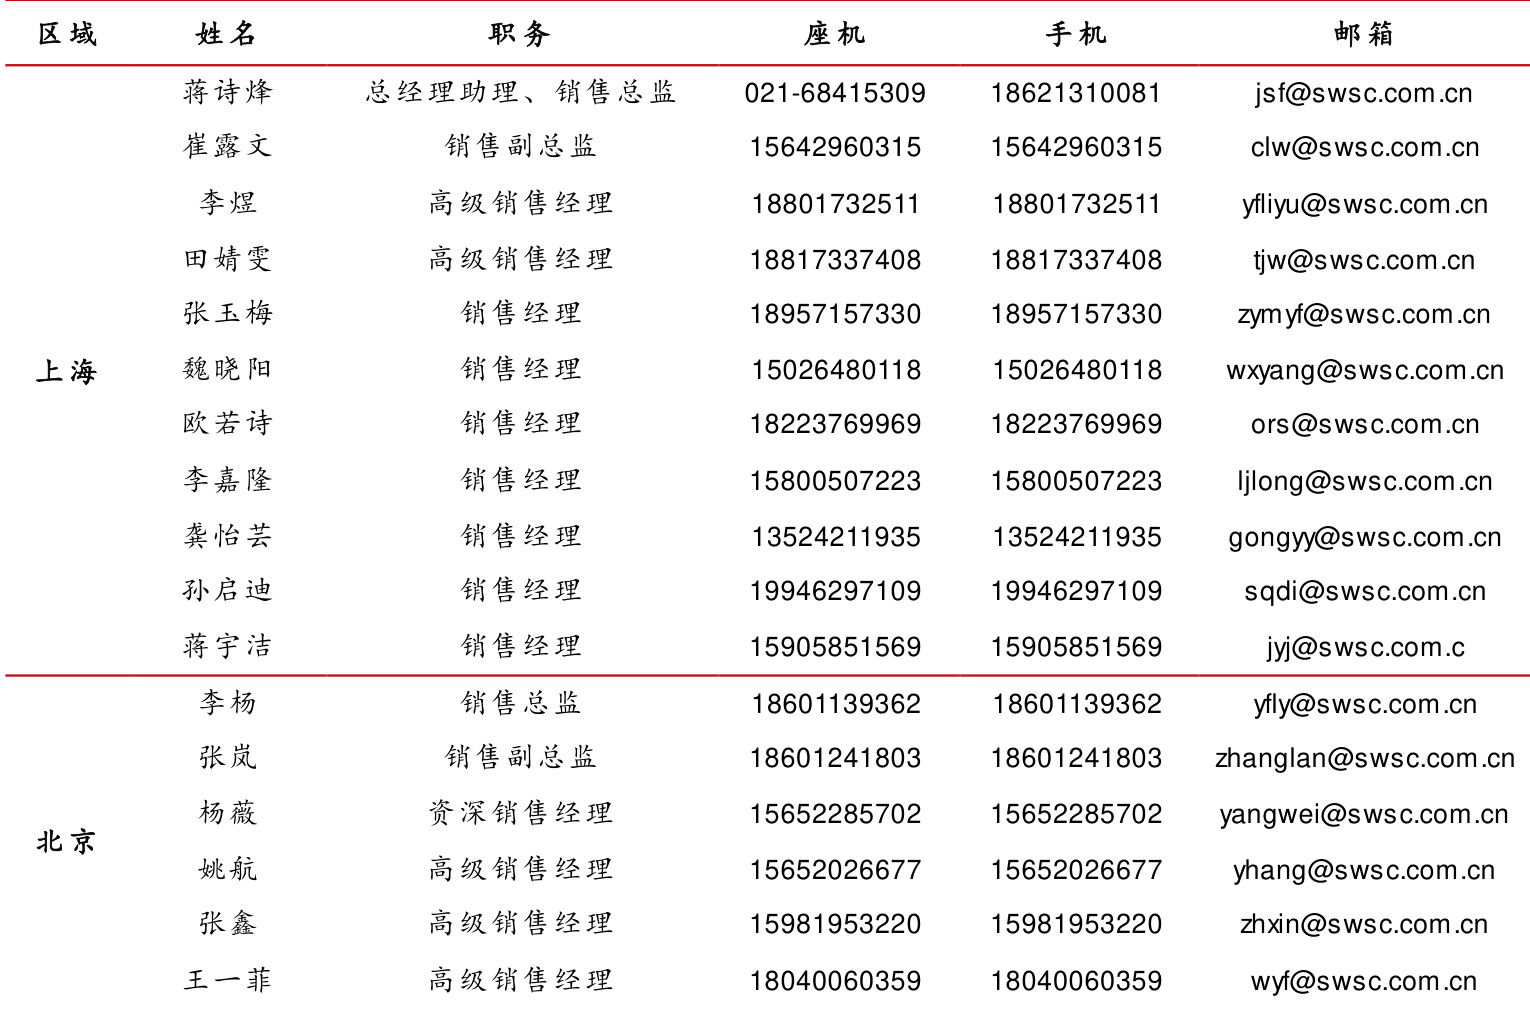 区域 姓名 职务 座机 手机 邮箱
蒋诗烽 总经理助理、销售总监 021-68415309 18621310081 jsf@swsc.com.cn
崔露文 销售副总监 15642960315 15642960315 clw@swsc.com.cn
李煜 高级销售经理 18801732511 18801732511 yfliyu@swsc.com.cn
田婧雯 高级销售经理 18817337408 18817337408 tjw@swsc.com.cn
张玉梅 销售经理 18957157330 18957157330 zymyf@swsc.com.cn
上海 魏晓阳 销售经理 15026480118 15026480118 wxyang@swsc.com.cn
欧若诗 销售经理 18223769969 18223769969 ors@swsc.com.cn
李嘉隆 销售经理 15800507223 15800507223 ljlong@swsc.com.cn
龚怡芸 销售经理 13524211935 13524211935 gongyy@swsc.com.cn
孙启迪 销售经理 19946297109 19946297109 sqdi@swsc.com.cn
蒋宇洁 销售经理 15905851569 15905851569 jyj@swsc.com.c
李杨 销售总监 18601139362 18601139362 yfly@swsc.com.cn
张岚 销售副总监 18601241803 18601241803 zhanglan@swsc.com.cn
杨薇 资深销售经理 15652285702 15652285702 yangwei@swsc.com.cn
北京
姚航 高级销售经理 15652026677 15652026677 yhang@swsc.com.cn
张鑫 高级销售经理 15981953220 15981953220 zhxin@swsc.com.cn
王一菲 高级销售经理 18040060359 18040060359 wyf@swsc.com.cn